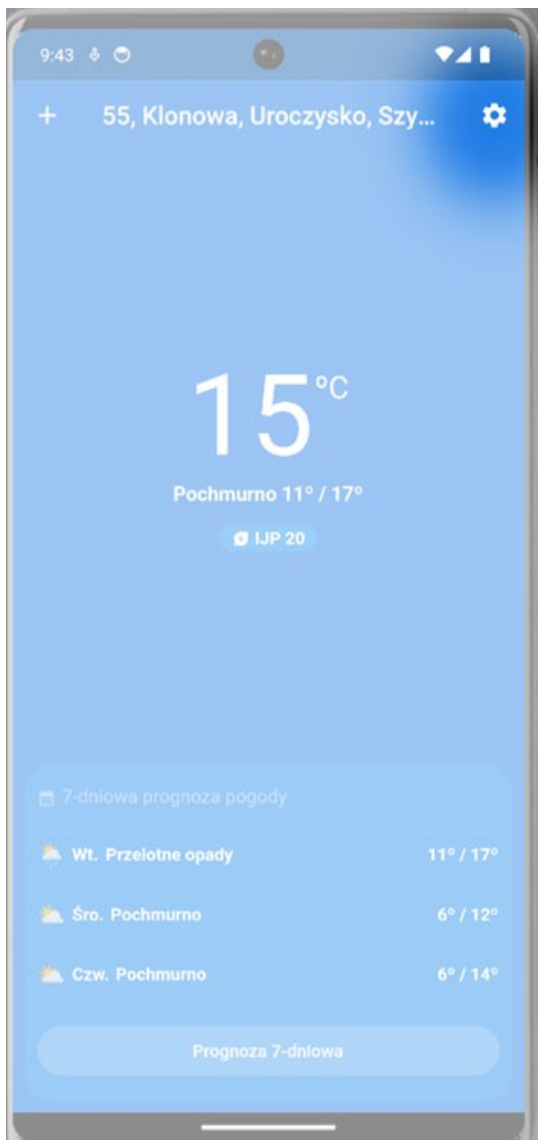 9:43
55, Klonowa, Uroczysko, Szy...
15 °C
Pochmurno 11° / 17°
IJP 20
7-dniowa prognoza pogody
Wt. Przelotne opady 11° / 17°
Śro. Pochmurno 6° / 12°
Czw. Pochmurno 6° / 14°
Prognoza 7-dniowa